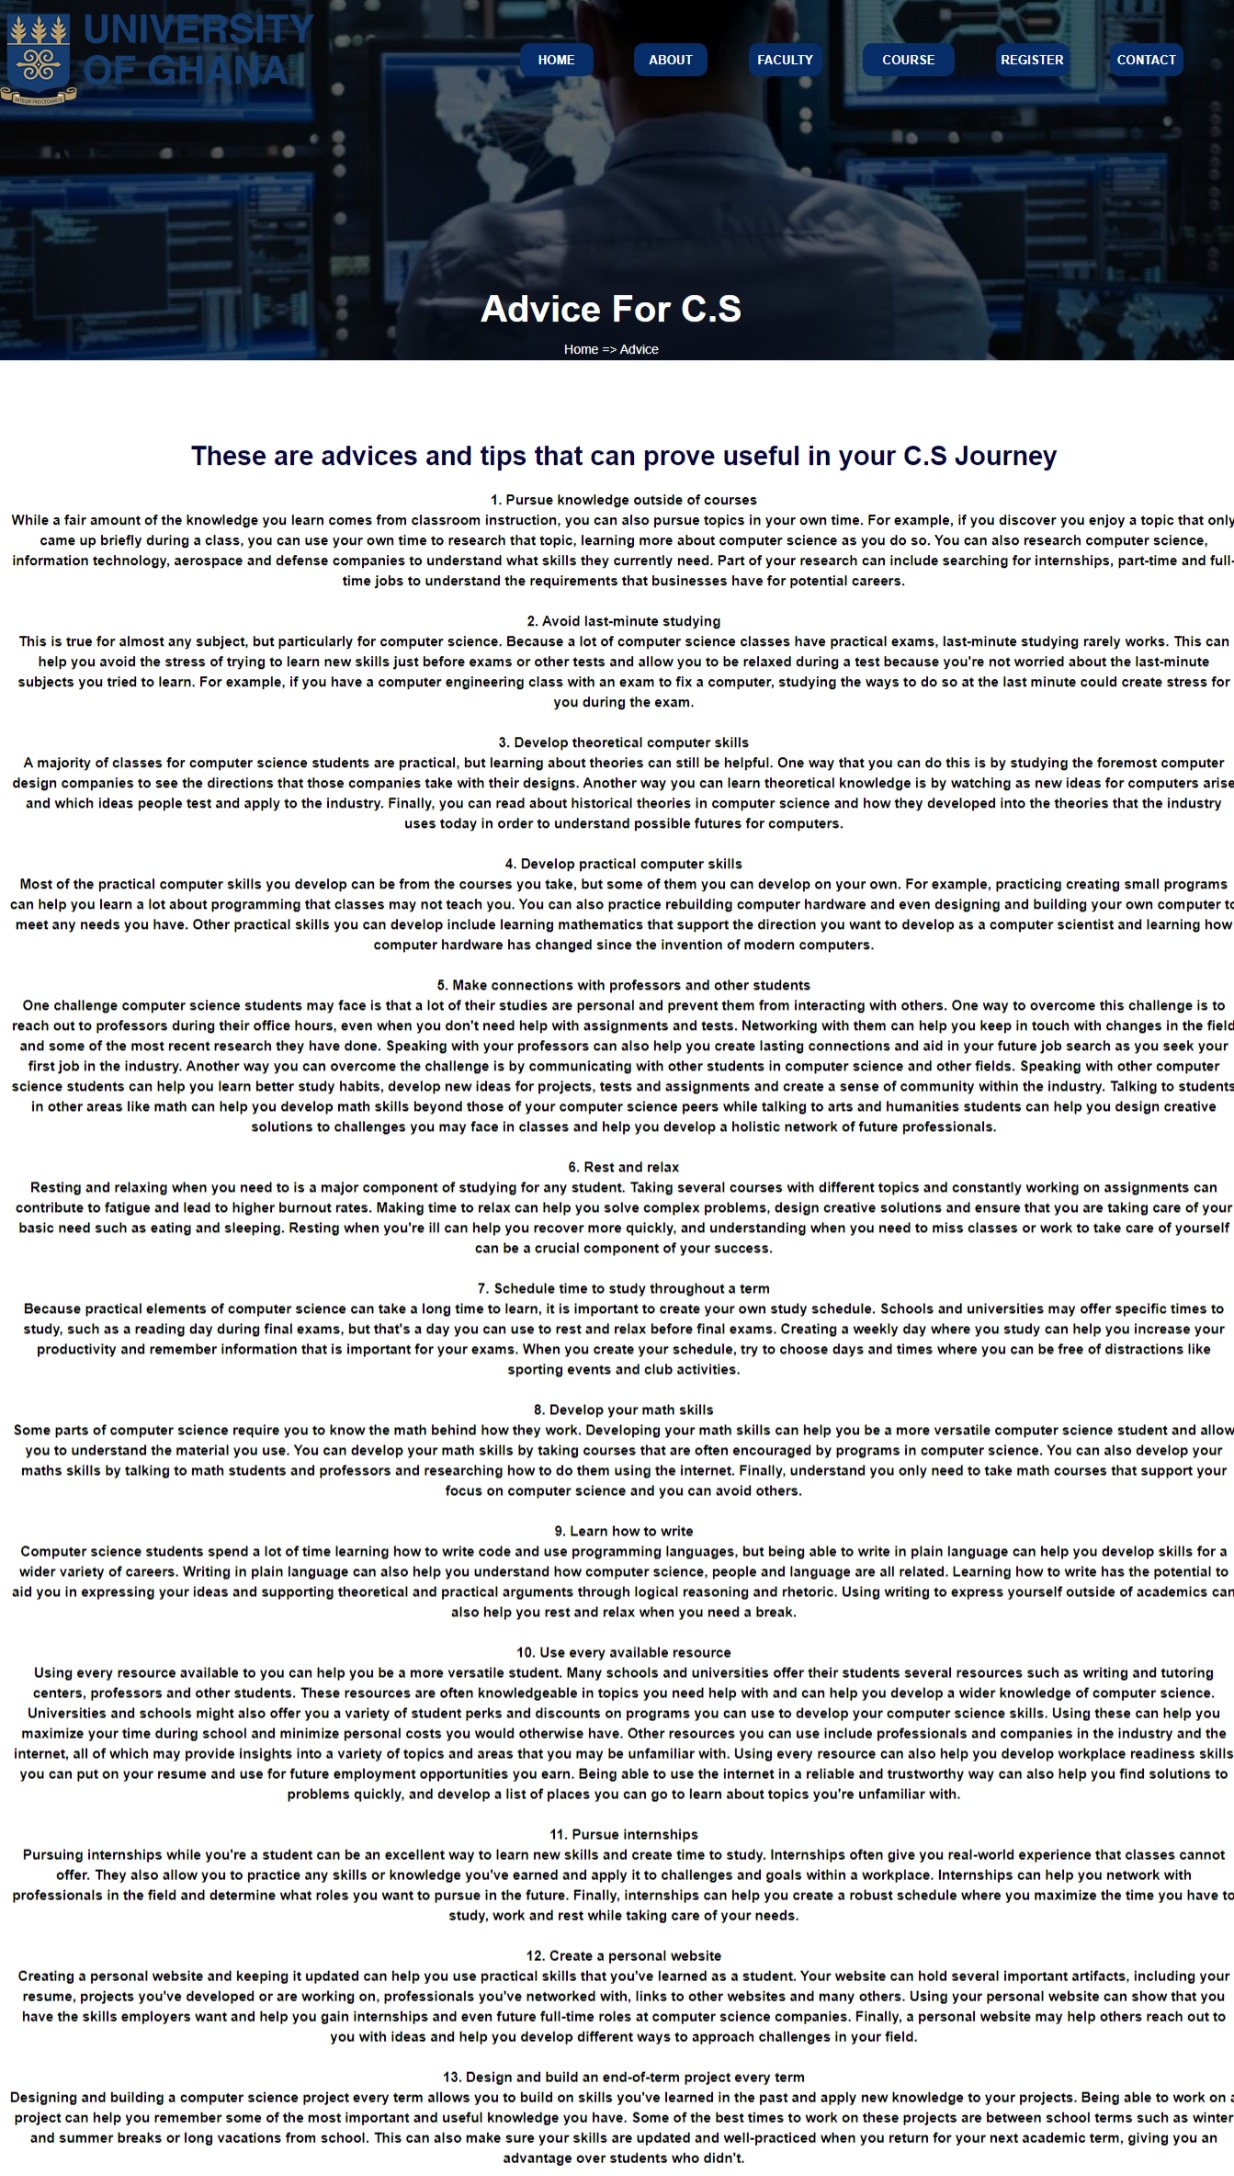 UNIVERSITY
OF GHANA
INTEGRI PROCEDAMUS
HOME
ABOUT
FACULTY
COURSE
REGISTER
CONTACT
Advice For C.S
Home => Advice
These are advices and tips that can prove useful in your C.S Journey
1. Pursue knowledge outside of courses
While a fair amount of the knowledge you learn comes from classroom instruction, you can also pursue topics in your own time. For example, if you discover you enjoy a topic that only
came up briefly during a class, you can use your own time to research that topic, learning more about computer science as you do so. You can also research computer science,
information technology, aerospace and defense companies to understand what skills they currently need. Part of your research can include searching for internships, part-time and full-
time jobs to understand the requirements that businesses have for potential careers.
2. Avoid last-minute studying
This is true for almost any subject, but particularly for computer science. Because a lot of computer science classes have practical exams, last-minute studying rarely works. This can
help you avoid the stress of trying to learn new skills just before exams or other tests and allow you to be relaxed during a test because you're not worried about the last-minute
subjects you tried to learn. For example, if you have a computer engineering class with an exam to fix a computer, studying the ways to do so at the last minute could create stress for
you during the exam.
3. Develop theoretical computer skills
A majority of classes for computer science students are practical, but learning about theories can still be helpful. One way that you can do this is by studying the foremost computer
design companies to see the directions that those companies take with their designs. Another way you can learn theoretical knowledge is by watching as new ideas for computers arise
and which ideas people test and apply to the industry. Finally, you can read about historical theories in computer science and how they developed into the theories that the industry
uses today in order to understand possible futures for computers.
4. Develop practical computer skills
Most of the practical computer skills you develop can be from the courses you take, but some of them you can develop on your own. For example, practicing creating small programs
can help you learn a lot about programming that classes may not teach you. You can also practice rebuilding computer hardware and even designing and building your own computer to
meet any needs you have. Other practical skills you can develop include learning mathematics that support the direction you want to develop as a computer scientist and learning how
computer hardware has changed since the invention of modern computers.
5. Make connections with professors and other students
One challenge computer science students may face is that a lot of their studies are personal and prevent them from interacting with others. One way to overcome this challenge is to
reach out to professors during their office hours, even when you don't need help with assignments and tests. Networking with them can help you keep in touch with changes in the field
and some of the most recent research they have done. Speaking with your professors can also help you create lasting connections and aid in your future job search as you seek your
first job in the industry. Another way you can overcome the challenge is by communicating with other students in computer science and other fields. Speaking with other computer
science students can help you learn better study habits, develop new ideas for projects, tests and assignments and create a sense of community within the industry. Talking to students
in other areas like math can help you develop math skills beyond those of your computer science peers while talking to arts and humanities students can help you design creative
solutions to challenges you may face in classes and help you develop a holistic network of future professionals.
6. Rest and relax
Resting and relaxing when you need to is a major component of studying for any student. Taking several courses with different topics and constantly working on assignments can
contribute to fatigue and lead to higher burnout rates. Making time to relax can help you solve complex problems, design creative solutions and ensure that you are taking care of your
basic need such as eating and sleeping. Resting when you're ill can help you recover more quickly, and understanding when you need to miss classes or work to take care of yourself
can be a crucial component of your success.
7. Schedule time to study throughout a term
Because practical elements of computer science can take a long time to learn, it is important to create your own study schedule. Schools and universities may offer specific times to
study, such as a reading day during final exams, but that's a day you can use to rest and relax before final exams. Creating a weekly day where you study can help you increase your
productivity and remember information that is important for your exams. When you create your schedule, try to choose days and times where you can be free of distractions like
sporting events and club activities.
8. Develop your math skills
Some parts of computer science require you to know the math behind how they work. Developing your math skills can help you be a more versatile computer science student and allow
you to understand the material you use. You can develop your math skills by taking courses that are often encouraged by programs in computer science. You can also develop your
maths skills by talking to math students and professors and researching how to do them using the internet. Finally, understand you only need to take math courses that support your
focus on computer science and you can avoid others.
9. Learn how to write
Computer science students spend a lot of time learning how to write code and use programming languages, but being able to write in plain language can help you develop skills for a
wider variety of careers. Writing in plain language can also help you understand how computer science, people and language are all related. Learning how to write has the potential to
aid you in expressing your ideas and supporting theoretical and practical arguments through logical reasoning and rhetoric. Using writing to express yourself outside of academics can
also help you rest and relax when you need a break.
10. Use every available resource
Using every resource available to you can help you be a more versatile student. Many schools and universities offer their students several resources such as writing and tutoring
centers, professors and other students. These resources are often knowledgeable in topics you need help with and can help you develop a wider knowledge of computer science.
Universities and schools might also offer you a variety of student perks and discounts on programs you can use to develop your computer science skills. Using these can help you
maximize your time during school and minimize personal costs you would otherwise have. Other resources you can use include professionals and companies in the industry and the
internet, all of which may provide insights into a variety of topics and areas that you may be unfamiliar with. Using every resource can also help you develop workplace readiness skills
you can put on your resume and use for future employment opportunities you earn. Being able to use the internet in a reliable and trustworthy way can also help you find solutions to
problems quickly, and develop a list of places you can go to learn about topics you're unfamiliar with.
11. Pursue internships
Pursuing internships while you're a student can be an excellent way to learn new skills and create time to study. Internships often give you real-world experience that classes cannot
offer. They also allow you to practice any skills or knowledge you've earned and apply it to challenges and goals within a workplace. Internships can help you network with
professionals in the field and determine what roles you want to pursue in the future. Finally, internships can help you create a robust schedule where you maximize the time you have to
study, work and rest while taking care of your needs.
12. Create a personal website
Creating a personal website and keeping it updated can help you use practical skills that you've learned as a student. Your website can hold several important artifacts, including your
resume, projects you've developed or are working on, professionals you've networked with, links to other websites and many others. Using your personal website can show that you
have the skills employers want and help you gain internships and even future full-time roles at computer science companies. Finally, a personal website may help others reach out to
you with ideas and help you develop different ways to approach challenges in your field.
13. Design and build an end-of-term project every term
Designing and building a computer science project every term allows you to build on skills you've learned in the past and apply new knowledge to your projects. Being able to work on a
project can help you remember some of the most important and useful knowledge you have. Some of the best times to work on these projects are between school terms such as winter
and summer breaks or long vacations from school. This can also make sure your skills are updated and well-practiced when you return for your next academic term, giving you an
advantage over students who didn't.